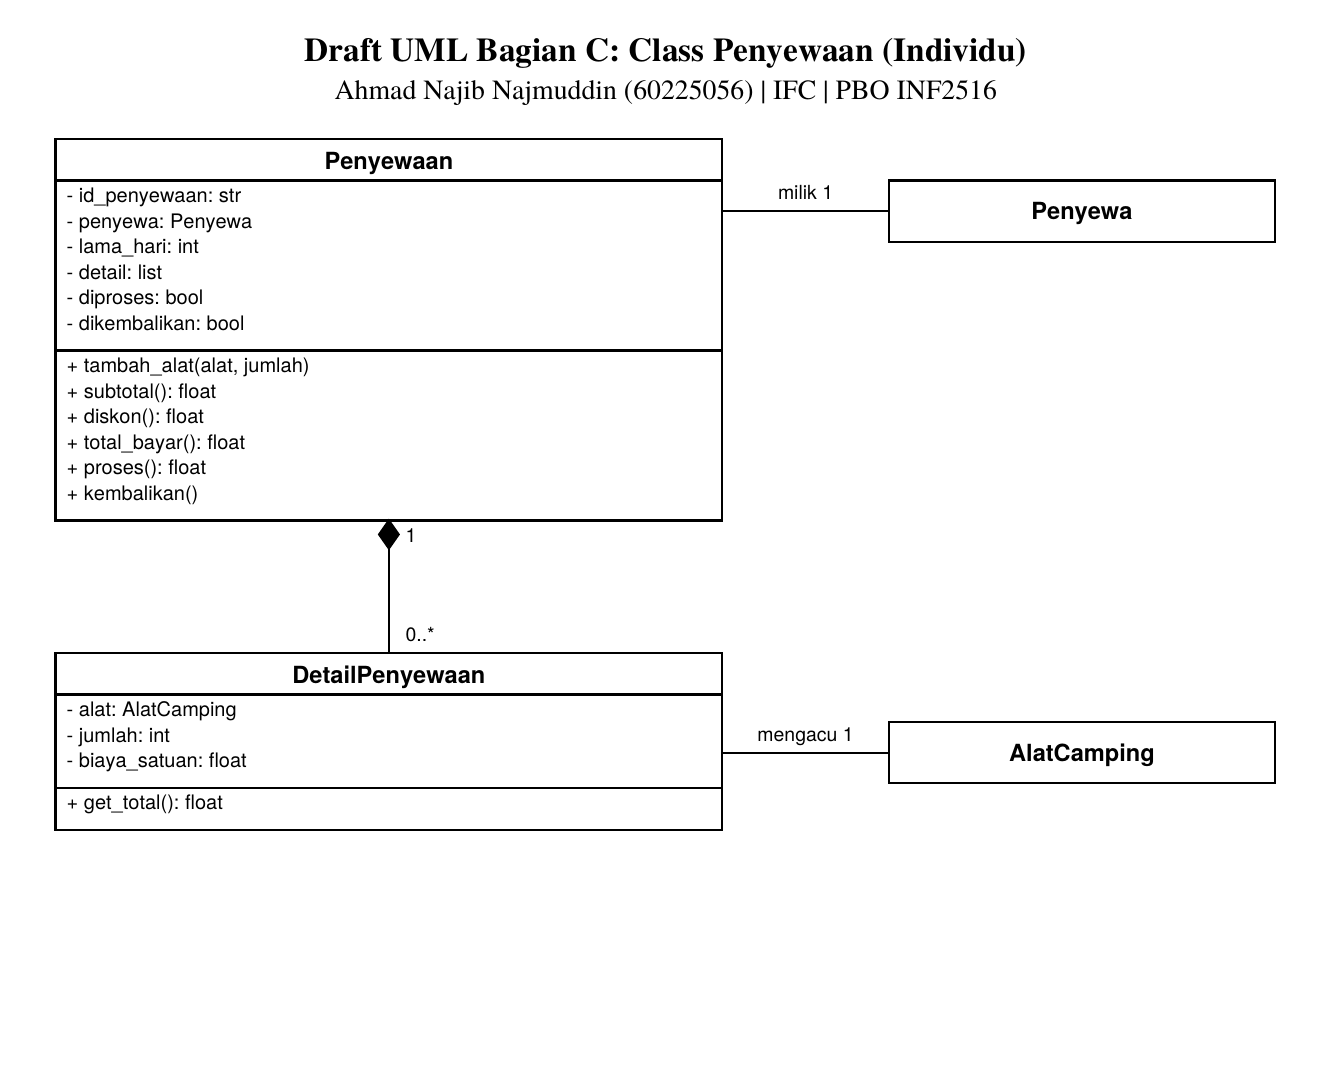 Draft UML Bagian C: Class Penyewaan (Individu)
Ahmad Najib Najmuddin (60225056) | IFC | PBO INF2516
Penyewaan
- id_penyewaan: str
- penyewa: Penyewa
- lama_hari: int
- detail: list
- diproses: bool
- dikembalikan: bool
+ tambah_alat(alat, jumlah)
+ subtotal(): float
+ diskon(): float
+ total_bayar(): float
+ proses(): float
+ kembalikan()
milik 1
Penyewa
1
0..*
DetailPenyewaan
- alat: AlatCamping
- jumlah: int
- biaya_satuan: float
+ get_total(): float
mengacu 1
AlatCamping